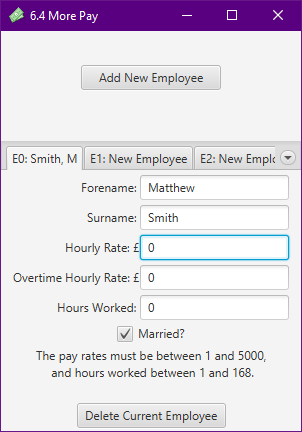 6.4 More Pay
Add New Employee
E0: Smith, M
E1: New Employee
E2: New Emplo
Forename: Matthew
Surname: Smith
Hourly Rate: £ 0
Overtime Hourly Rate: £ 0
Hours Worked: 0
Married?
The pay rates must be between 1 and 5000,
and hours worked between 1 and 168.
Delete Current Employee